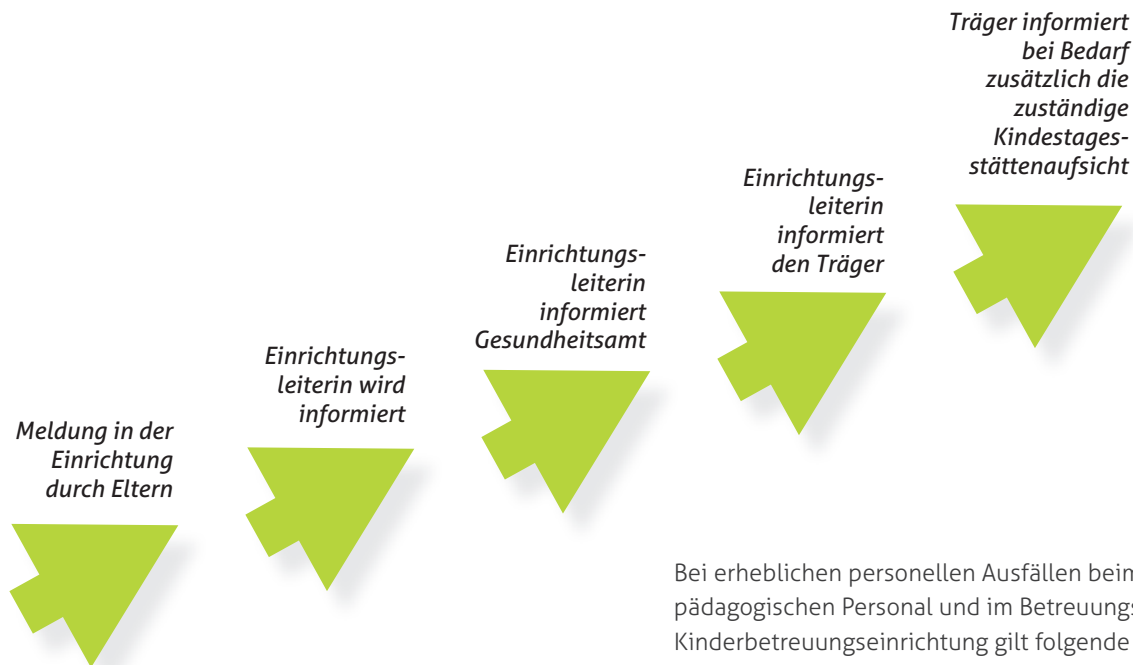 Meldung in der
Einrichtung
durch Eltern
Einrichtungs-
leiterin wird
informiert
Einrichtungs-
leiterin
informiert
Gesundheitsamt
Einrichtungs-
leiterin
informiert
den Träger
Träger informiert
bei Bedarf
zusätzlich die
zuständige
Kindestages-
stättenaufsicht
Bei erheblichen personellen Ausfällen beim
pädagogischen Personal und im Betreuungs
Kinderbetreuungseinrichtung gilt folgende